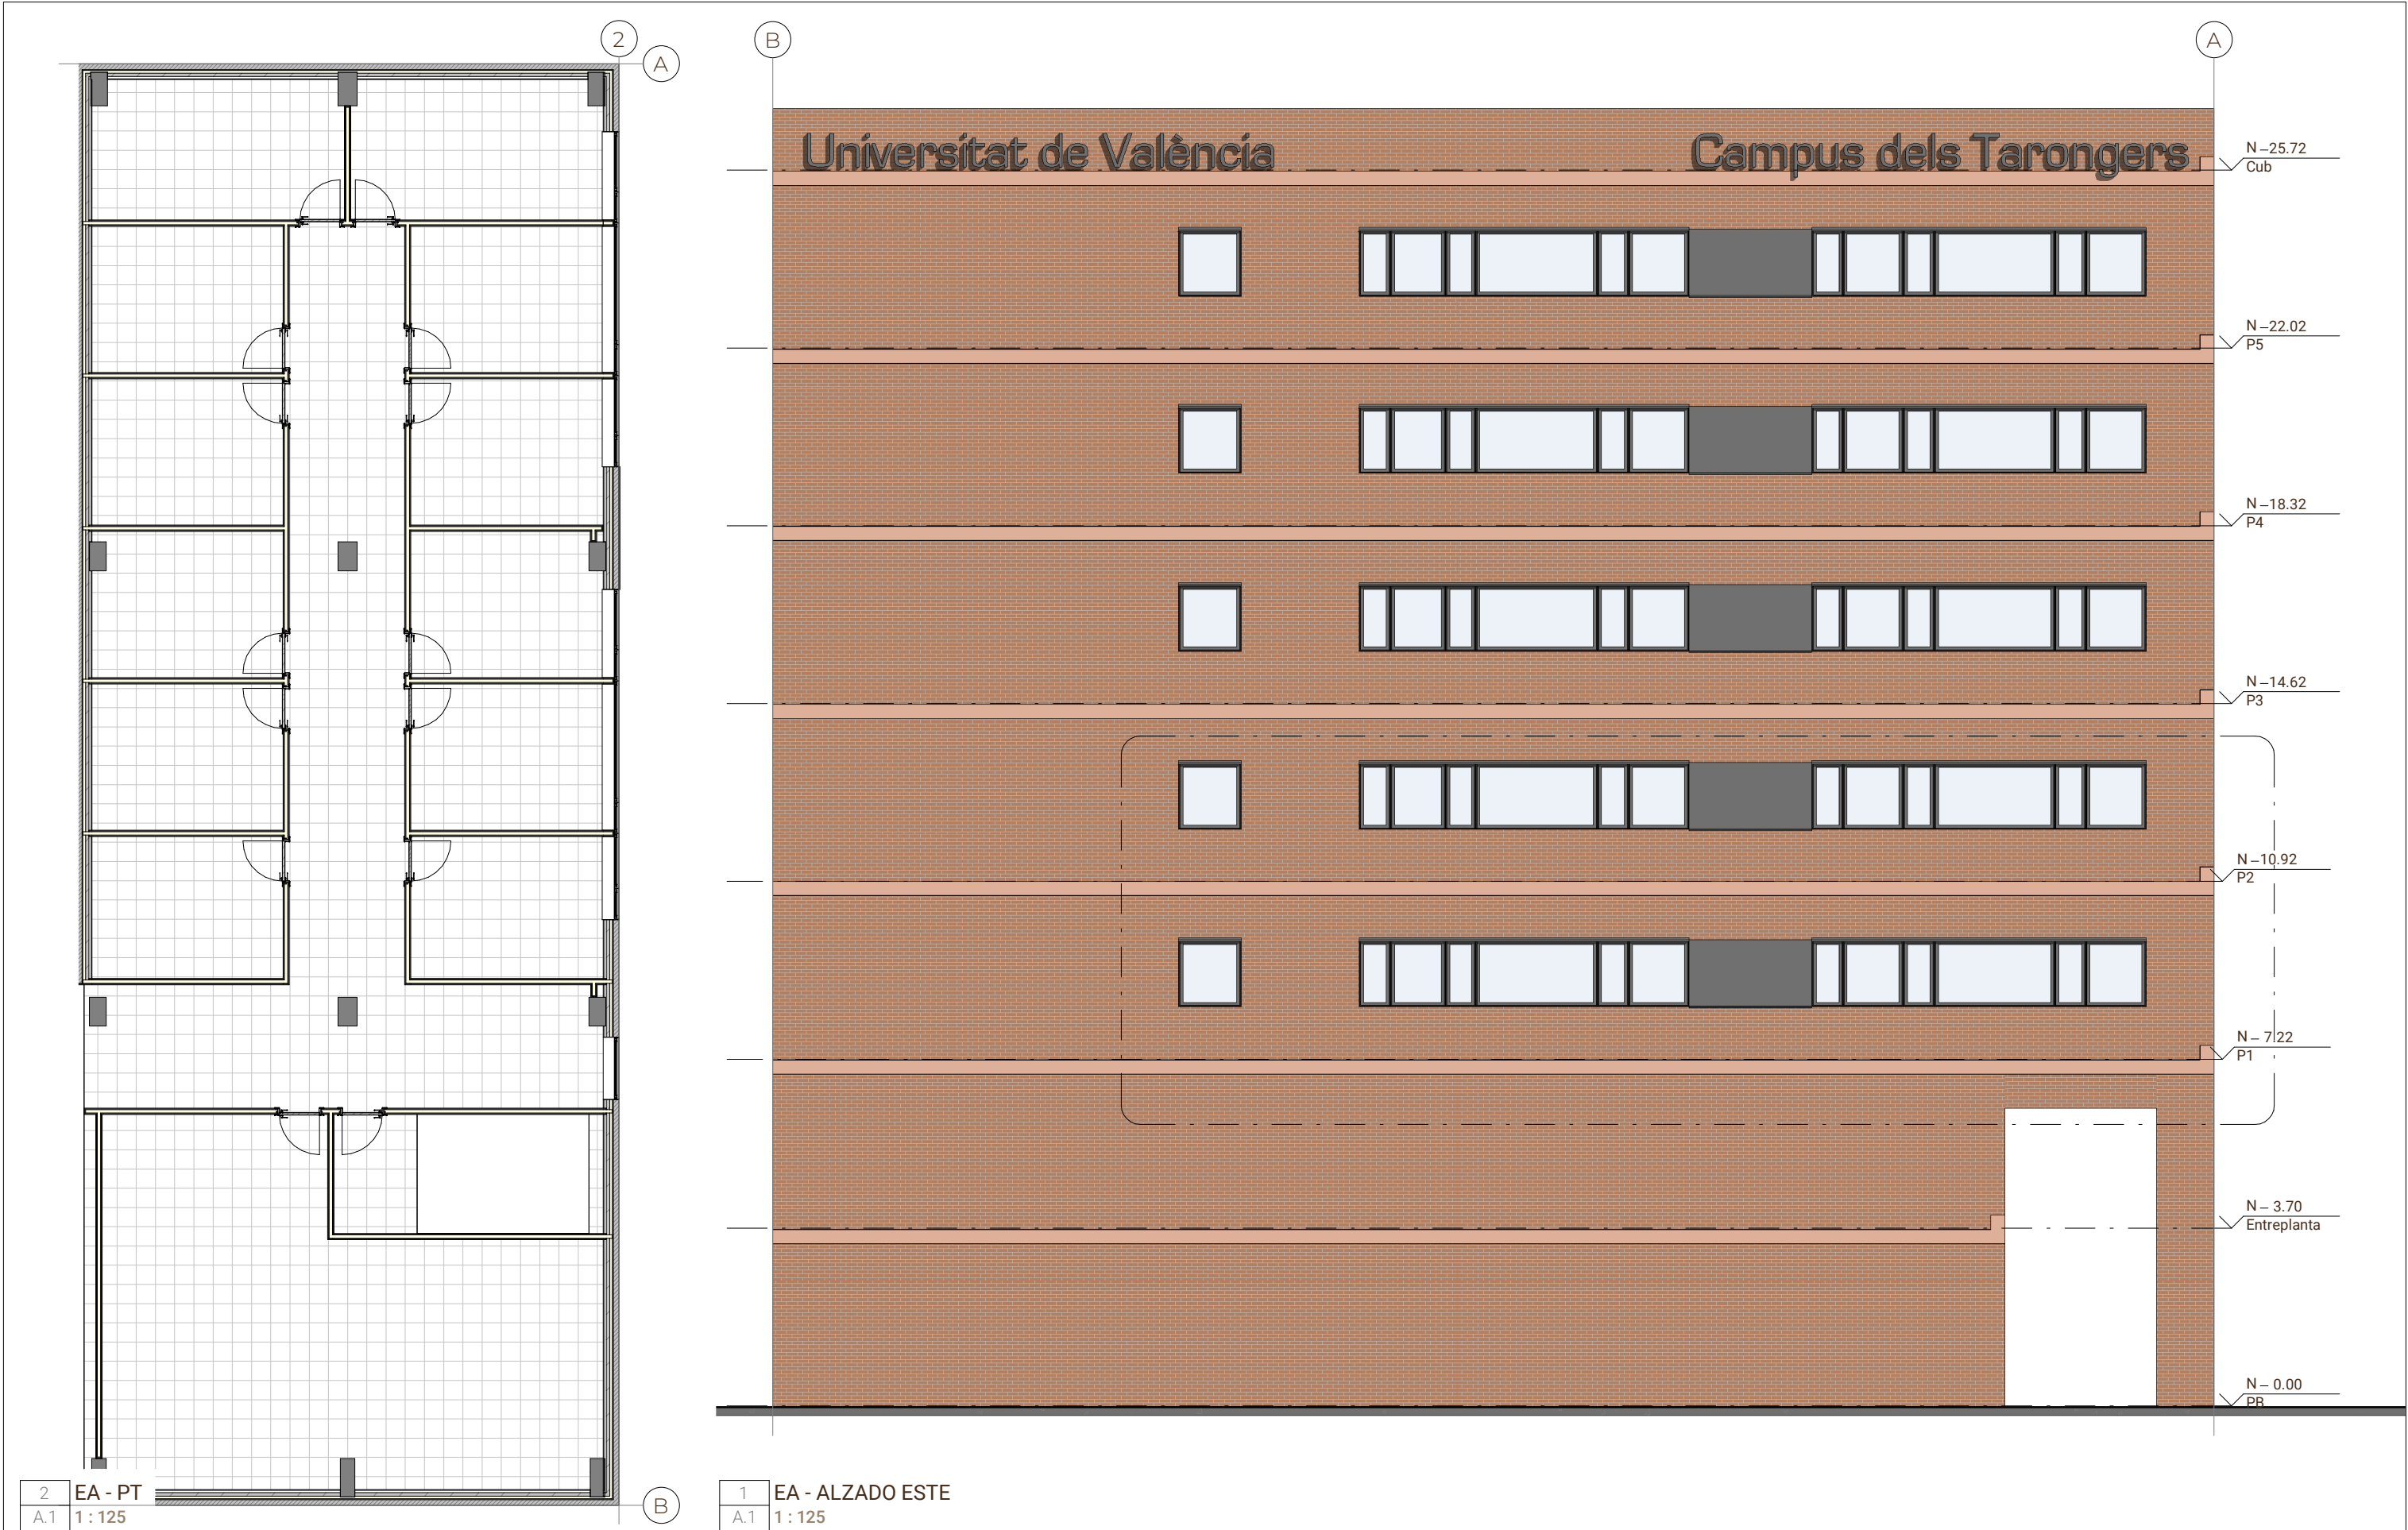 2
A
B
A
Universitat de València
Campus dels Tarongers
N –25.72
Cub
N –22.02
P5
N –18.32
P4
N –14.62
P3
N –10.92
P2
N – 7.22
P1
N – 3.70
Entreplanta
N – 0.00
PB
2
EA - PT
A.1
1 : 125
B
1
EA - ALZADO ESTE
A.1
1 : 125